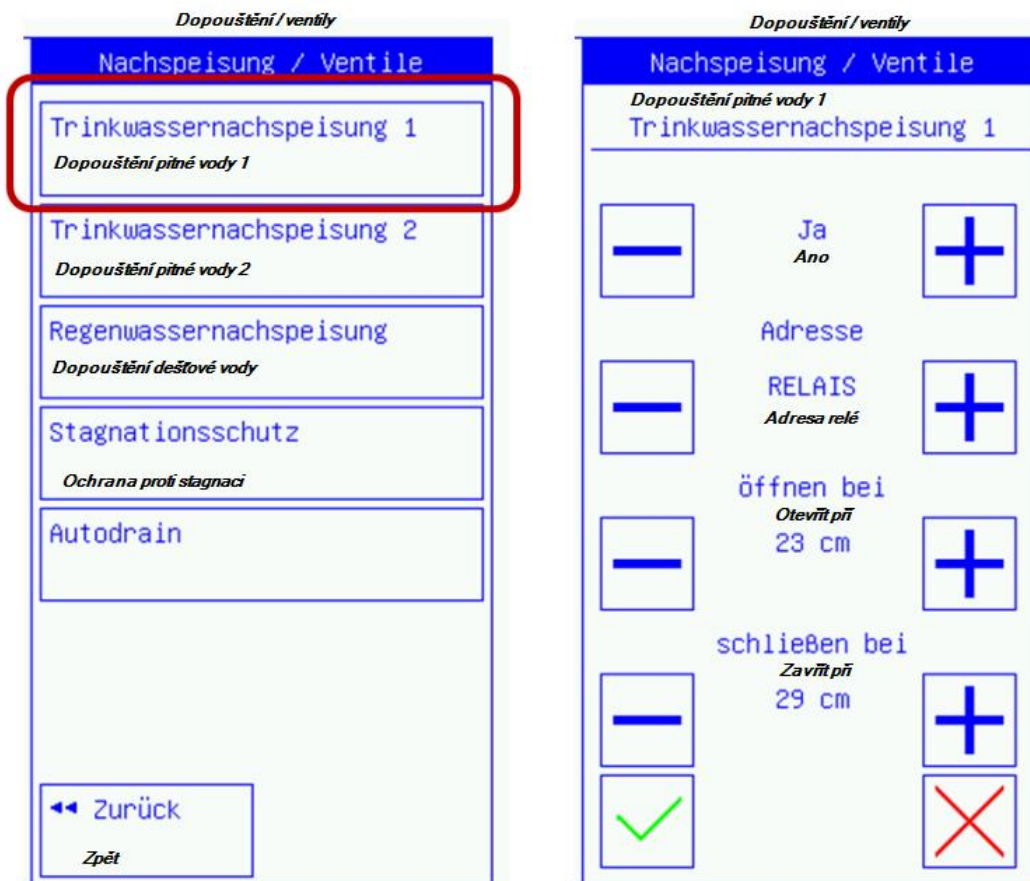 Dopouštění / ventily
Nachspeisung / Ventile
Trinkwassernachspeisung 1
Dopouštění pitné vody 1
Trinkwassernachspeisung 2
Dopouštění pitné vody 2
Regenwassernachspeisung
Dopouštění dešťové vody
Stagnationsschutz
Ochrana proti stagnaci
Autodrain
◄◄ Zurück
Zpět
Dopouštění / ventily
Nachspeisung / Ventile
Dopouštění pitné vody 1
Trinkwassernachspeisung 1
Ja
Ano
Adresse
RELAIS
Adresa relé
öffnen bei
Otevřít při
23 cm
schließen bei
Zavřít při
29 cm